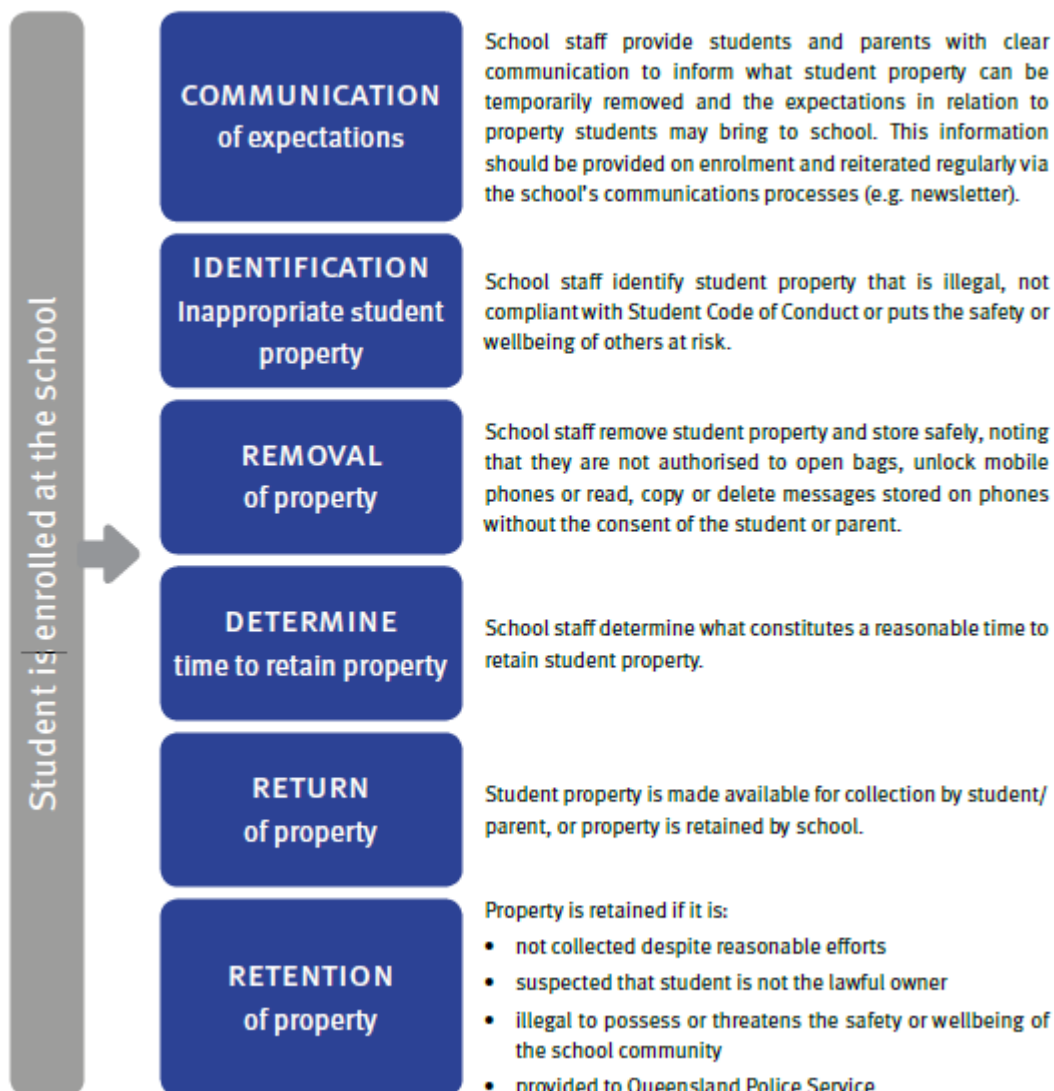 Student is enrolled at the school
COMMUNICATION
of expectations
School staff provide students and parents with clear
communication to inform what student property can be
temporarily removed and the expectations in relation to
property students may bring to school. This information
should be provided on enrolment and reiterated regularly via
the school's communications processes (e.g. newsletter).
IDENTIFICATION
Inappropriate student
property
School staff identify student property that is illegal, not
compliant with Student Code of Conduct or puts the safety or
wellbeing of others at risk.
REMOVAL
of property
School staff remove student property and store safely, noting
that they are not authorised to open bags, unlock mobile
phones or read, copy or delete messages stored on phones
without the consent of the student or parent.
DETERMINE
time to retain property
School staff determine what constitutes a reasonable time to
retain student property.
RETURN
of property
Student property is made available for collection by student/
parent, or property is retained by school.
RETENTION
of property
Property is retained if it is:
• not collected despite reasonable efforts
• suspected that student is not the lawful owner
• illegal to possess or threatens the safety or wellbeing of
the school community
• provided to Queensland Police Service